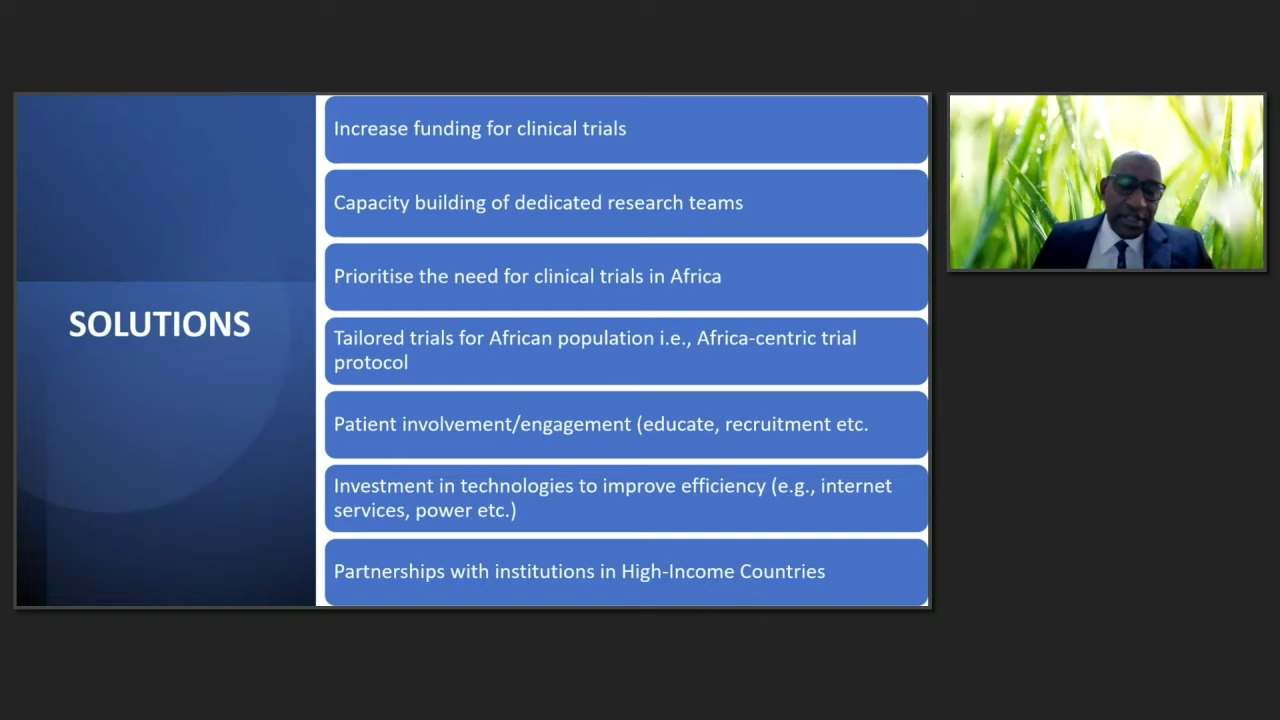 SOLUTIONS
Increase funding for clinical trials
Capacity building of dedicated research teams
Prioritise the need for clinical trials in Africa
Tailored trials for African population i.e., Africa-centric trial
protocol
Patient involvement/engagement (educate, recruitment etc.
Investment in technologies to improve efficiency (e.g., internet
services, power etc.)
Partnerships with institutions in High-Income Countries